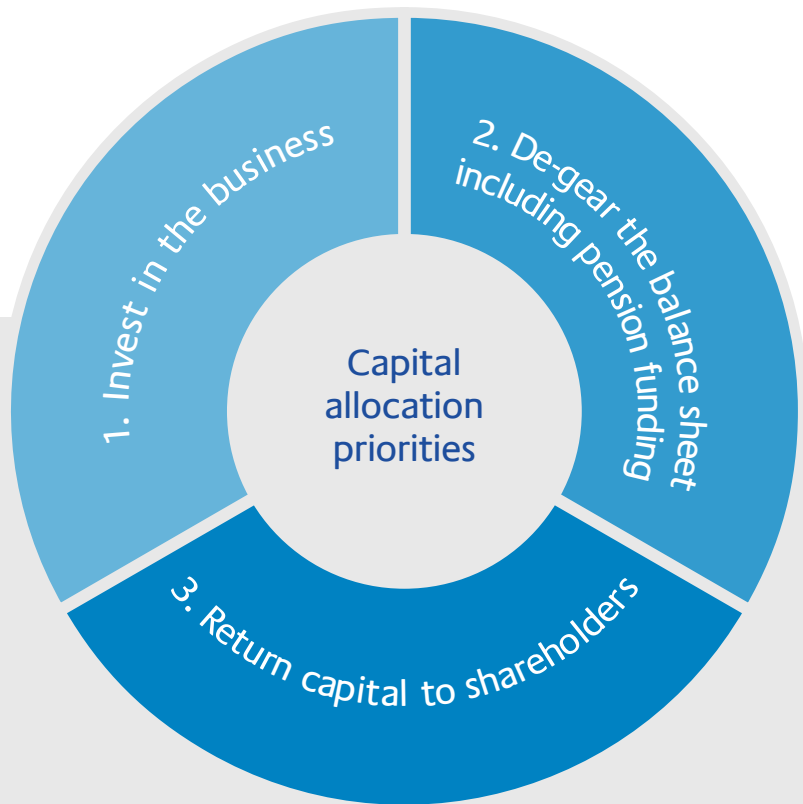 Capital
allocation
priorities
1. Invest in the business
2. De-gear the balance sheet
including pension funding
3. Return capital to shareholders